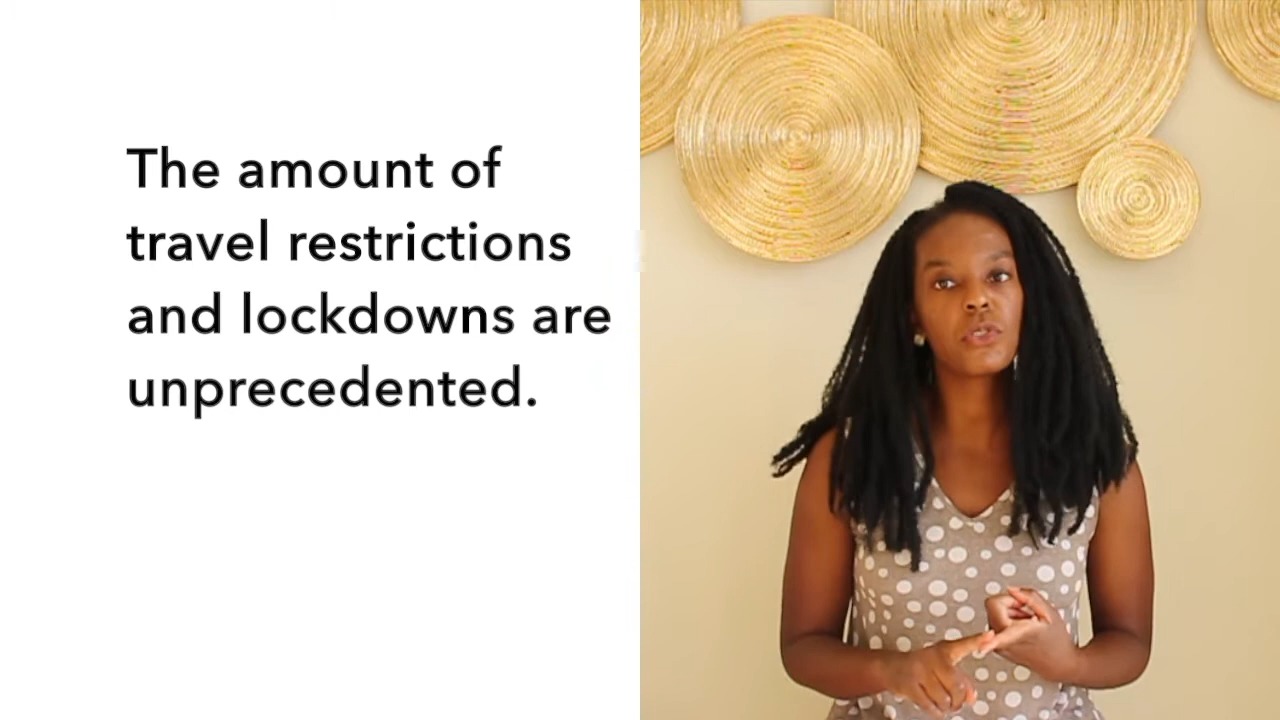 The amount of
travel restrictions
and lockdowns are
unprecedented.